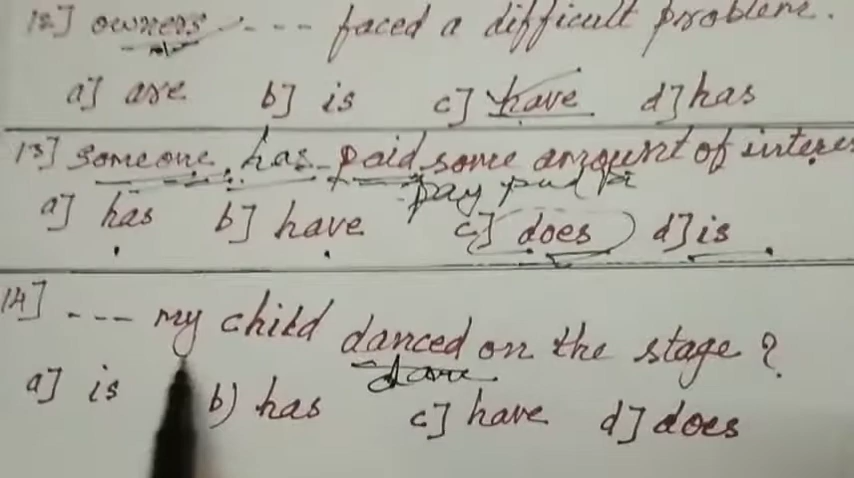 12] owners ---- faced a difficult problem.
a] are b] is c] have d] has
13] someone has paid some amount of interes
pay paid
a] has b] have c] does d] is
14] --- my child danced on the stage ?
a] is b) has c] have d] does